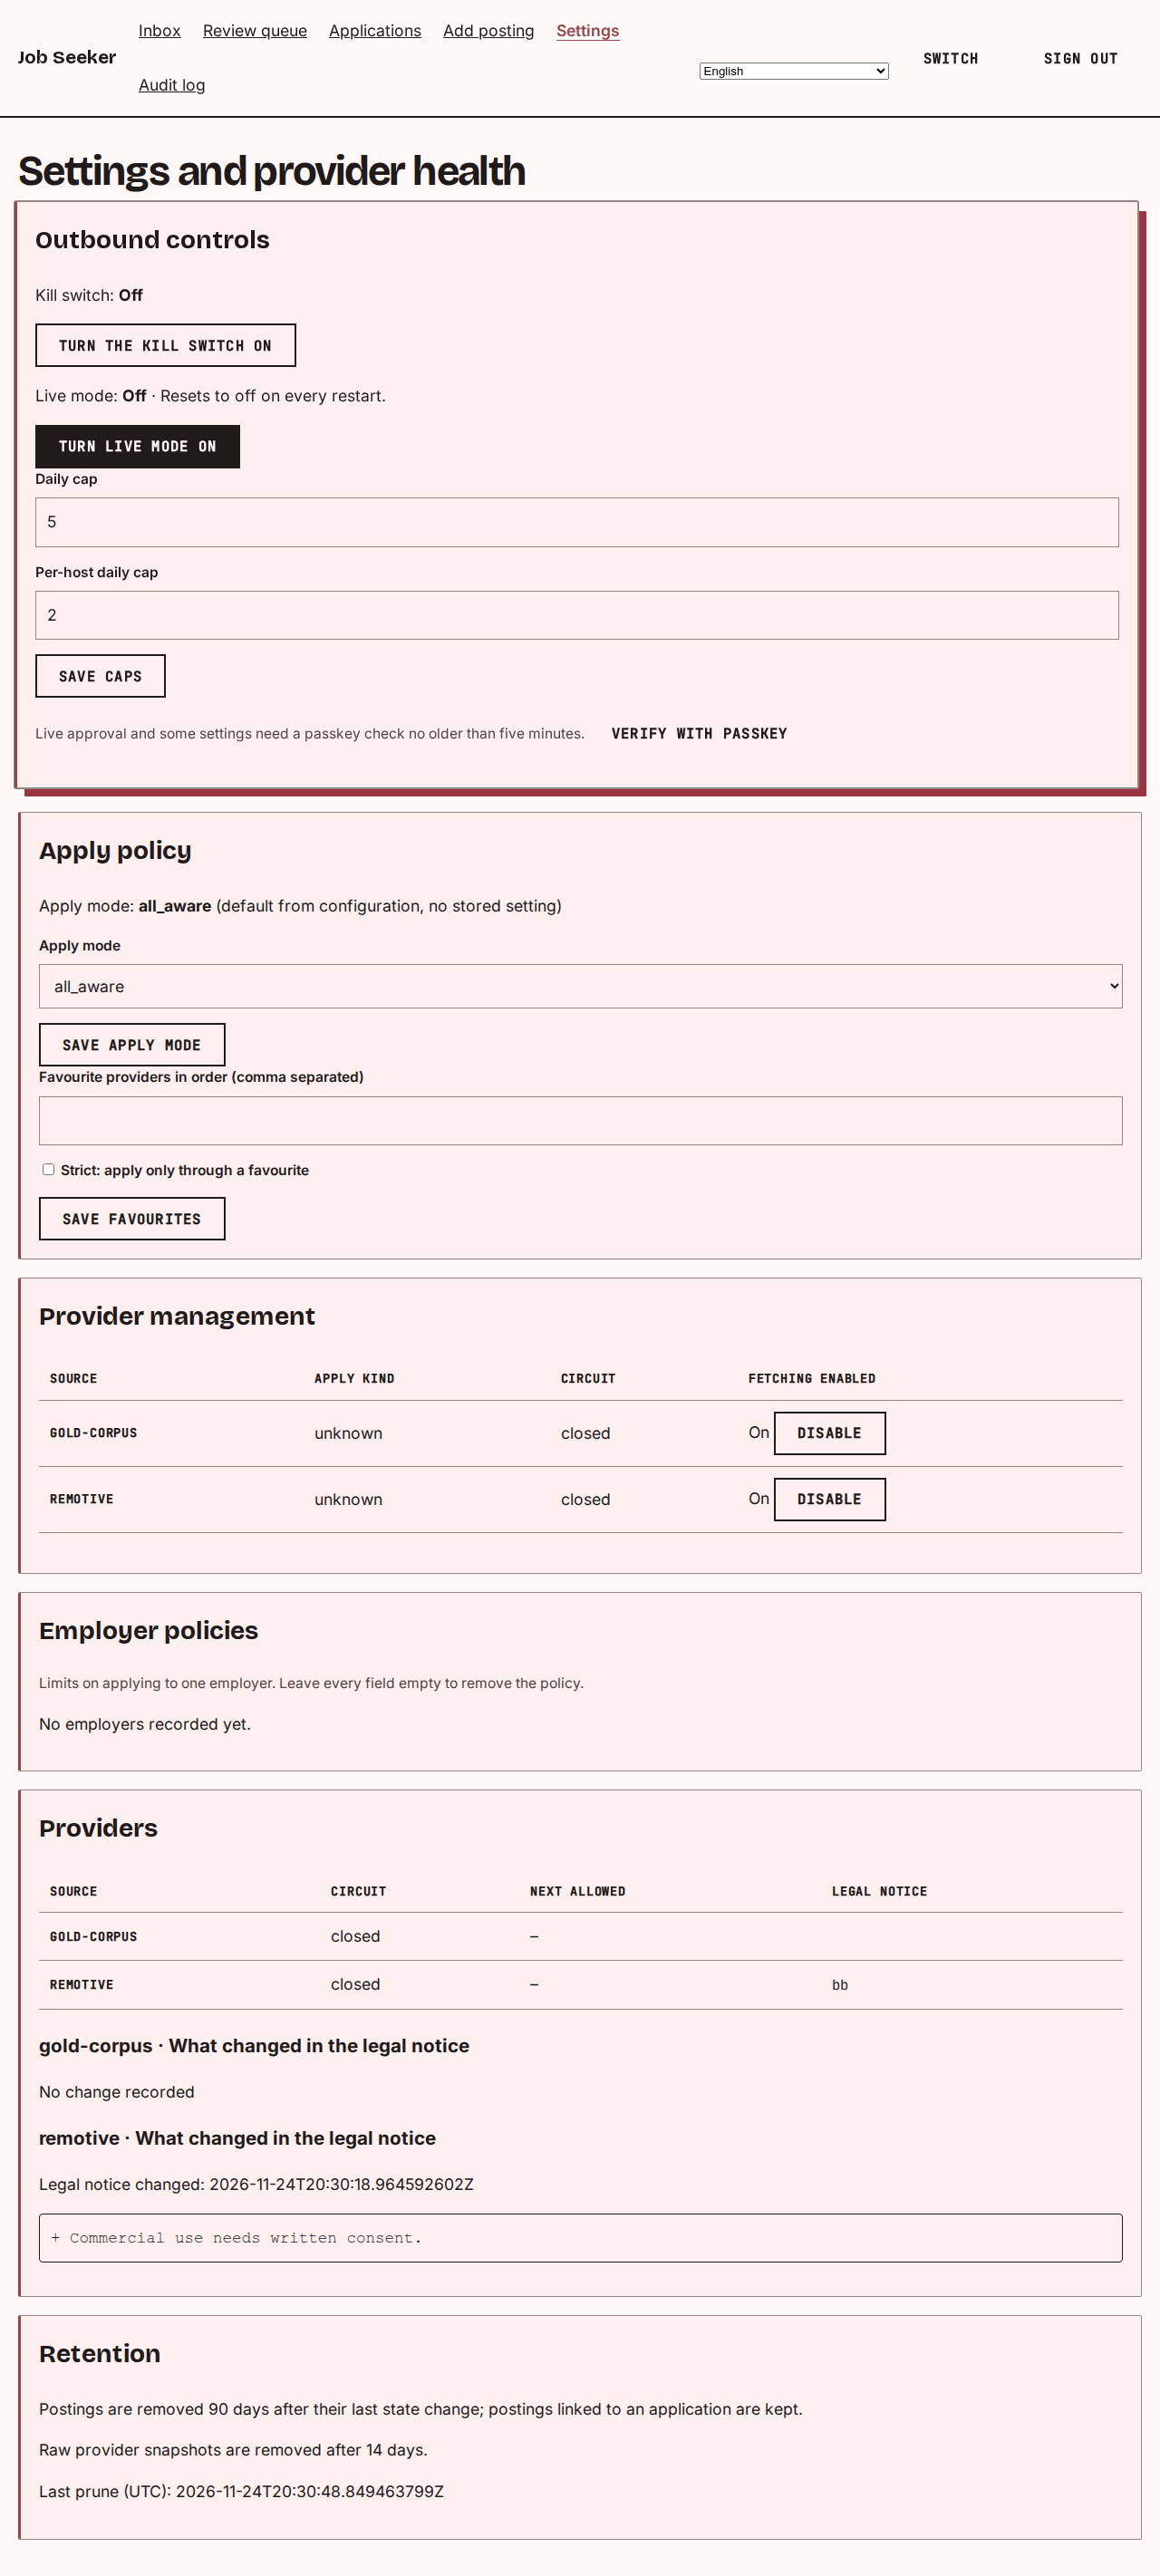 Job Seeker
Inbox Review queue Applications Add posting Settings
Audit log
English
SWITCH
SIGN OUT
Settings and provider health
Outbound controls
Kill switch: Off
TURN THE KILL SWITCH ON
Live mode: Off · Resets to off on every restart.
TURN LIVE MODE ON
Daily cap
5
Per-host daily cap
2
SAVE CAPS
Live approval and some settings need a passkey check no older than five minutes. VERIFY WITH PASSKEY
Apply policy
Apply mode: all_aware (default from configuration, no stored setting)
Apply mode
all_aware
SAVE APPLY MODE
Favourite providers in order (comma separated)
Strict: apply only through a favourite
SAVE FAVOURITES
Provider management
SOURCE APPLY KIND CIRCUIT FETCHING ENABLED
GOLD-CORPUS unknown closed On DISABLE
REMOTIVE unknown closed On DISABLE
Employer policies
Limits on applying to one employer. Leave every field empty to remove the policy.
No employers recorded yet.
Providers
SOURCE CIRCUIT NEXT ALLOWED LEGAL NOTICE
GOLD-CORPUS closed –
REMOTIVE closed – bb
gold-corpus · What changed in the legal notice
No change recorded
remotive · What changed in the legal notice
Legal notice changed: 2026-11-24T20:30:18.964592602Z
+ Commercial use needs written consent.
Retention
Postings are removed 90 days after their last state change; postings linked to an application are kept.
Raw provider snapshots are removed after 14 days.
Last prune (UTC): 2026-11-24T20:30:48.849463799Z